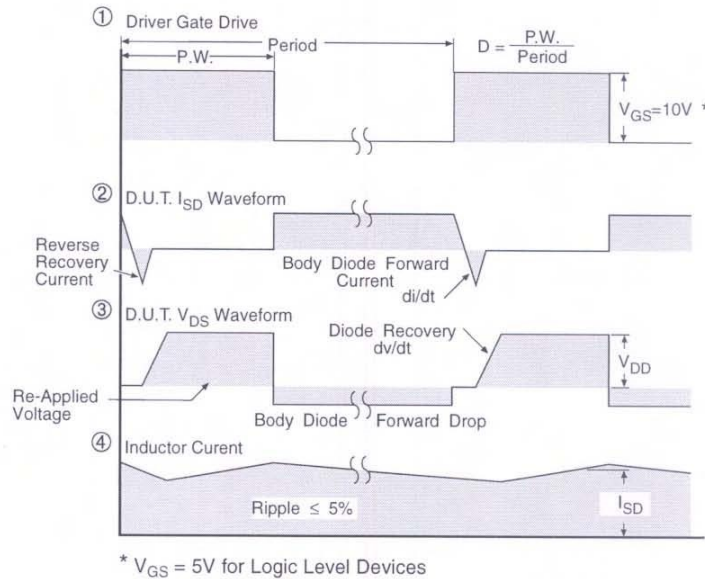 ① Driver Gate Drive
P.W.
Period
D = P.W. / Period
V_GS=10V *
② D.U.T. I_SD Waveform
Reverse
Recovery
Current
Body Diode Forward
Current
di/dt
③ D.U.T. V_DS Waveform
Diode Recovery
dv/dt
V_DD
Re-Applied
Voltage
Body Diode Forward Drop
④ Inductor Curent
Ripple ≤ 5%
I_SD
* V_GS = 5V for Logic Level Devices